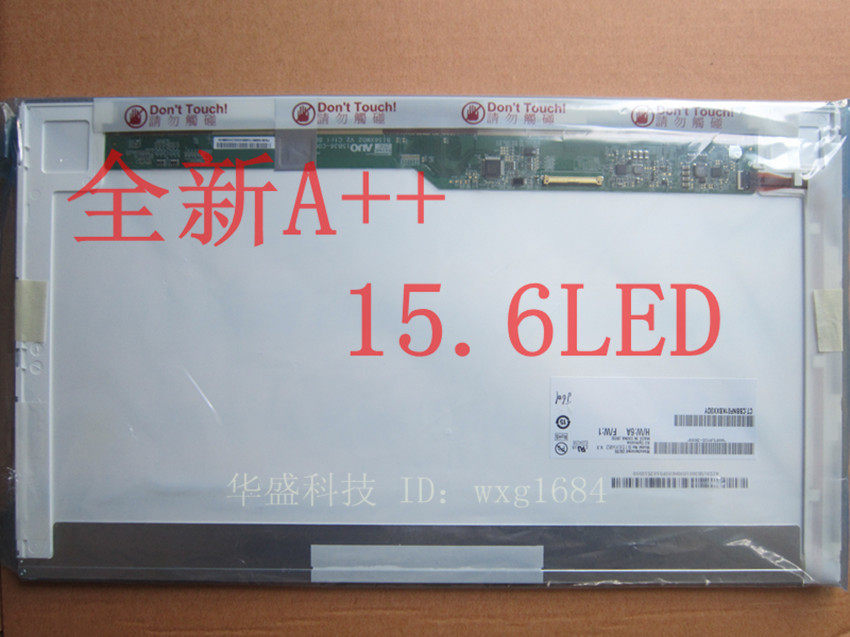 Don't Touch! Don't Touch! Don't Touch! Don't Touch!
請勿觸碰 請勿觸碰 請勿觸碰 請勿觸碰
AUO
全新A++
15.6LED
H/W:6A F/W:1
华盛科技 ID：wxg1684